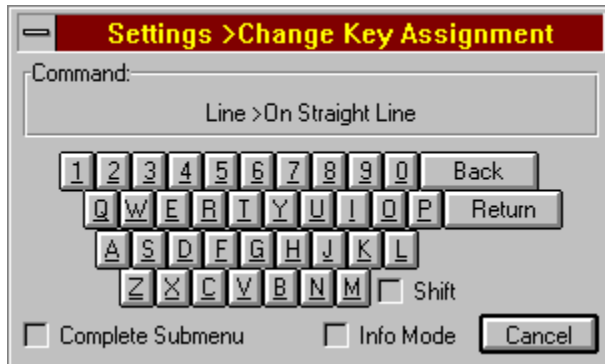 Settings >Change Key Assignment
Command:
Line >On Straight Line
1 2 3 4 5 6 7 8 9 0 Back
Q W E R T Y U I O P Return
A S D F G H J K L
Z X C V B N M Shift
Complete Submenu Info Mode Cancel